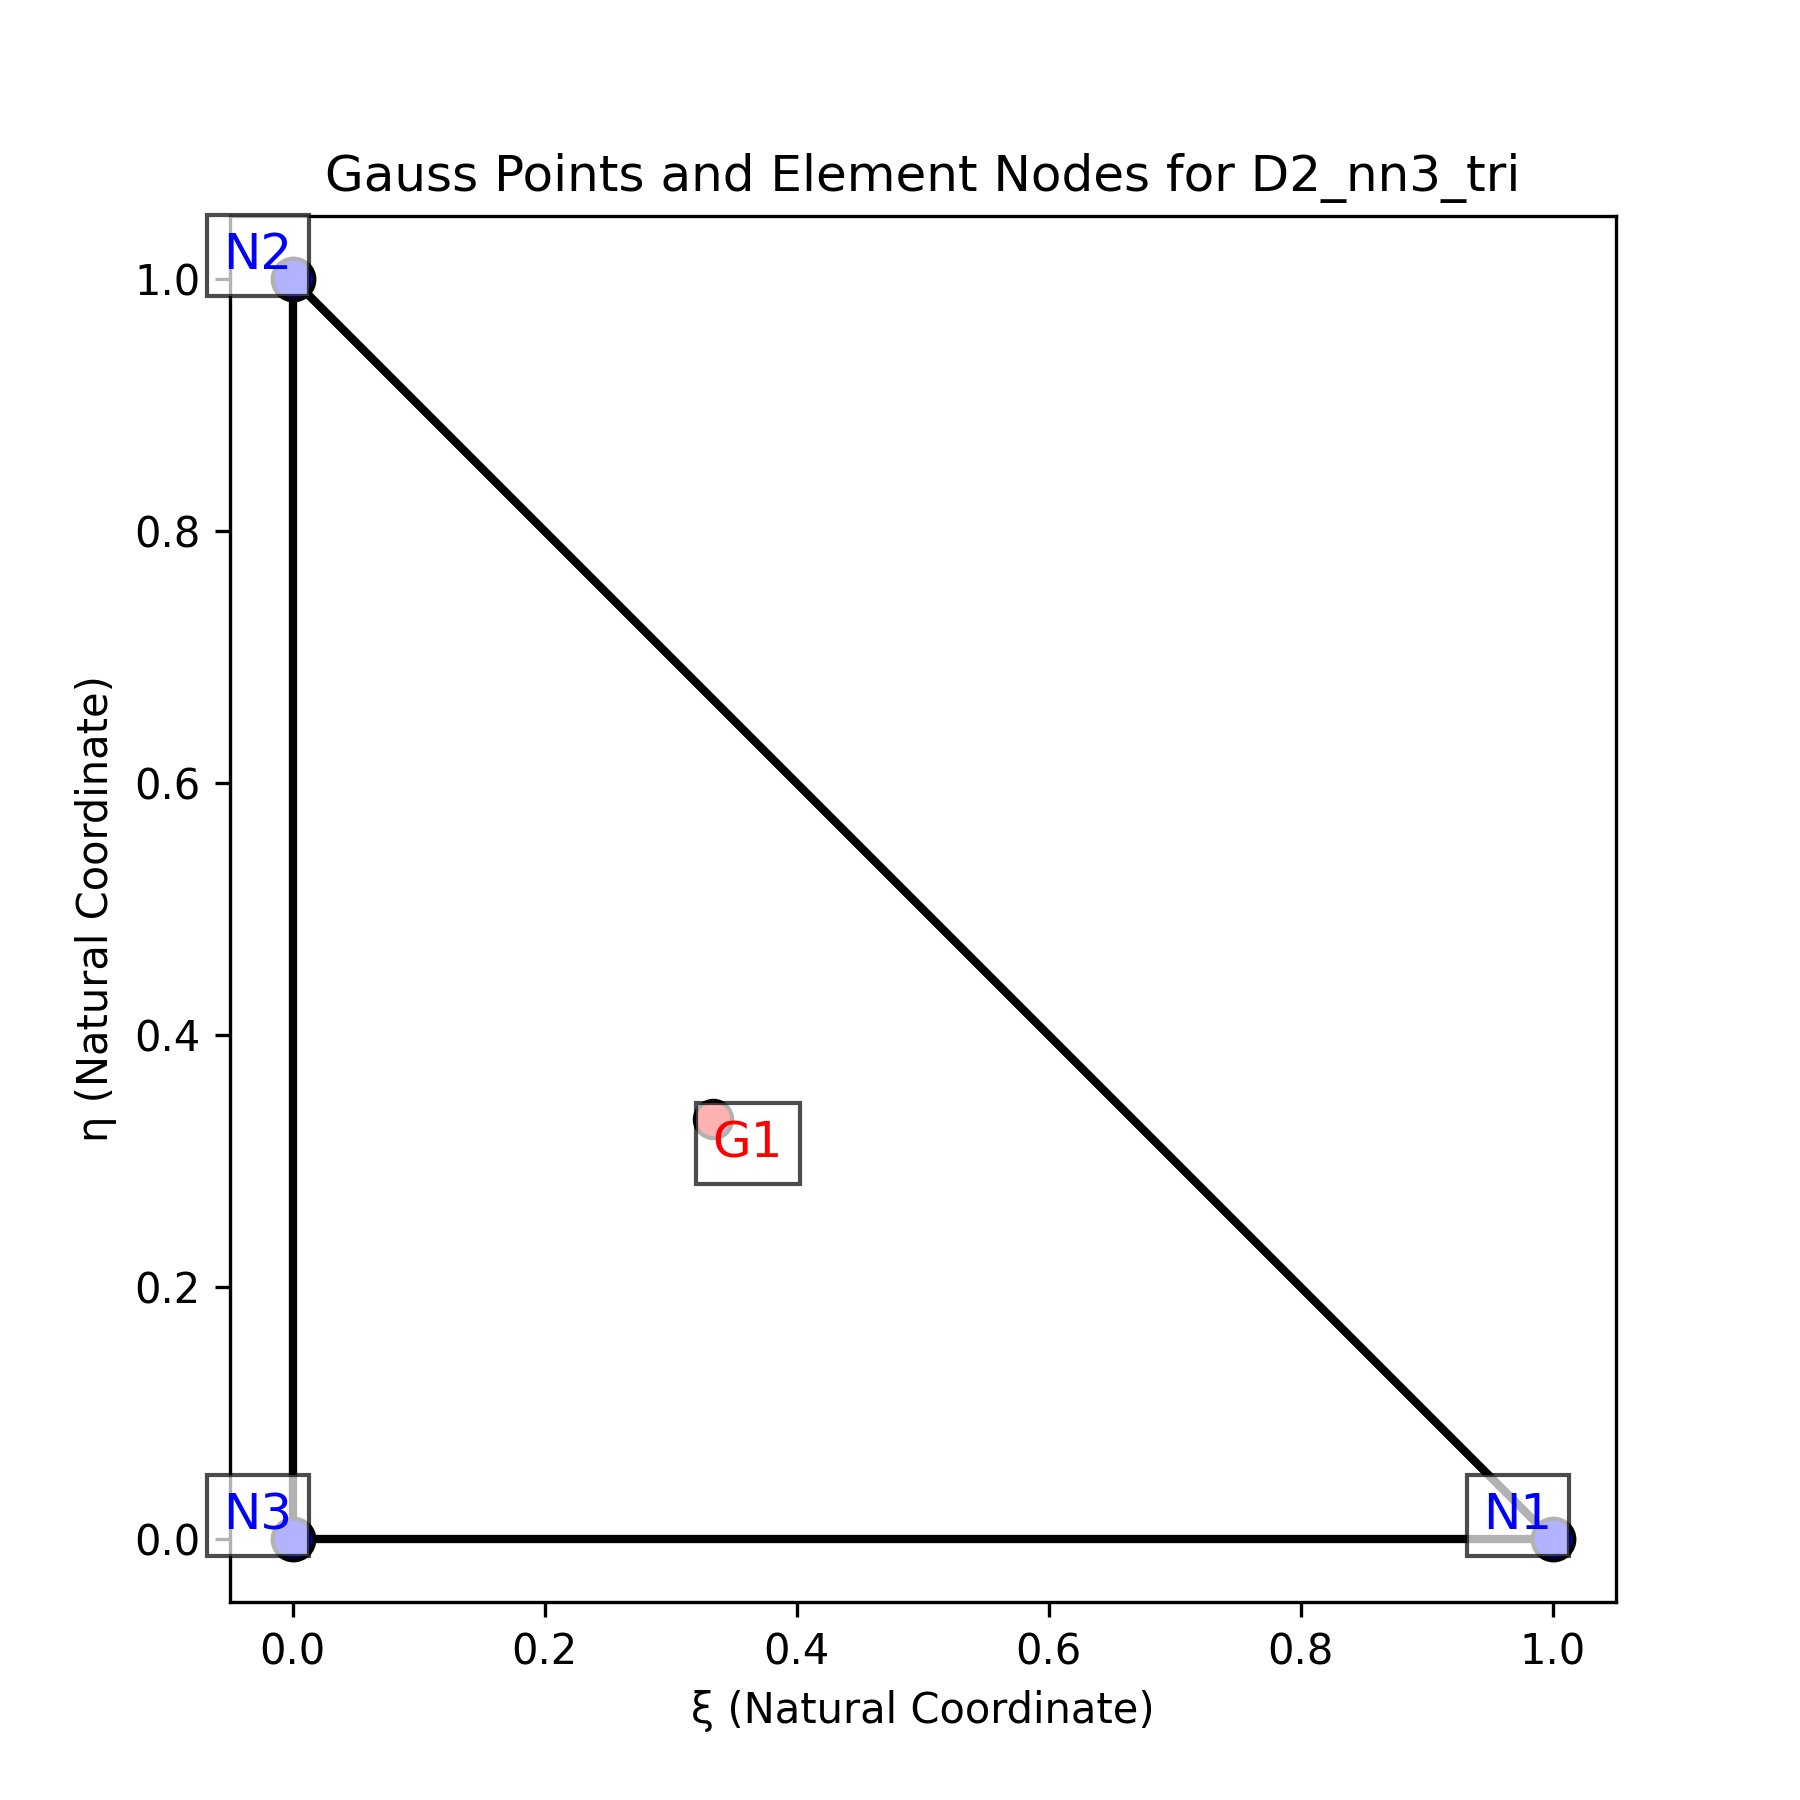 Gauss Points and Element Nodes for D2_nn3_tri
N2
1.0
0.8
0.6
η (Natural Coordinate)
0.4
G1
0.2
N3
N1
0.0
0.0 0.2 0.4 0.6 0.8 1.0
ξ (Natural Coordinate)